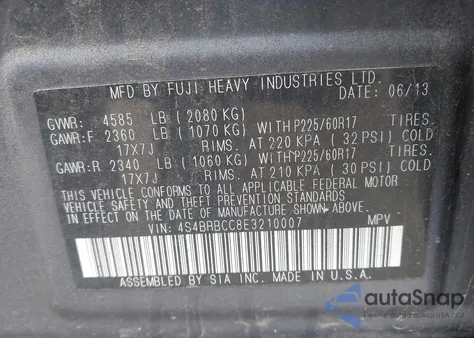 MFD BY FUJI HEAVY INDUSTRIES LTD.
DATE: 06/13
GVWR: 4585 LB (2080 KG)
GAWR:F 2360 LB (1070 KG) WITH P225/60R17 TIRES.
17X7J RIMS. AT 220 KPA (32 PSI) COLD
GAWR:R 2340 LB (1060 KG) WITH P225/60R17 TIRES.
17X7J RIMS. AT 210 KPA (30 PSI) COLD
THIS VEHICLE CONFORMS TO ALL APPLICABLE FEDERAL MOTOR
VEHICLE SAFETY AND THEFT PREVENTION STANDARDS
IN EFFECT ON THE DATE OF MANUFACTURE SHOWN ABOVE.
VIN: 4S4BRBCC8E3210007 MPV
ASSEMBLED BY SIA INC. MADE IN U.S.A.
autoSnap